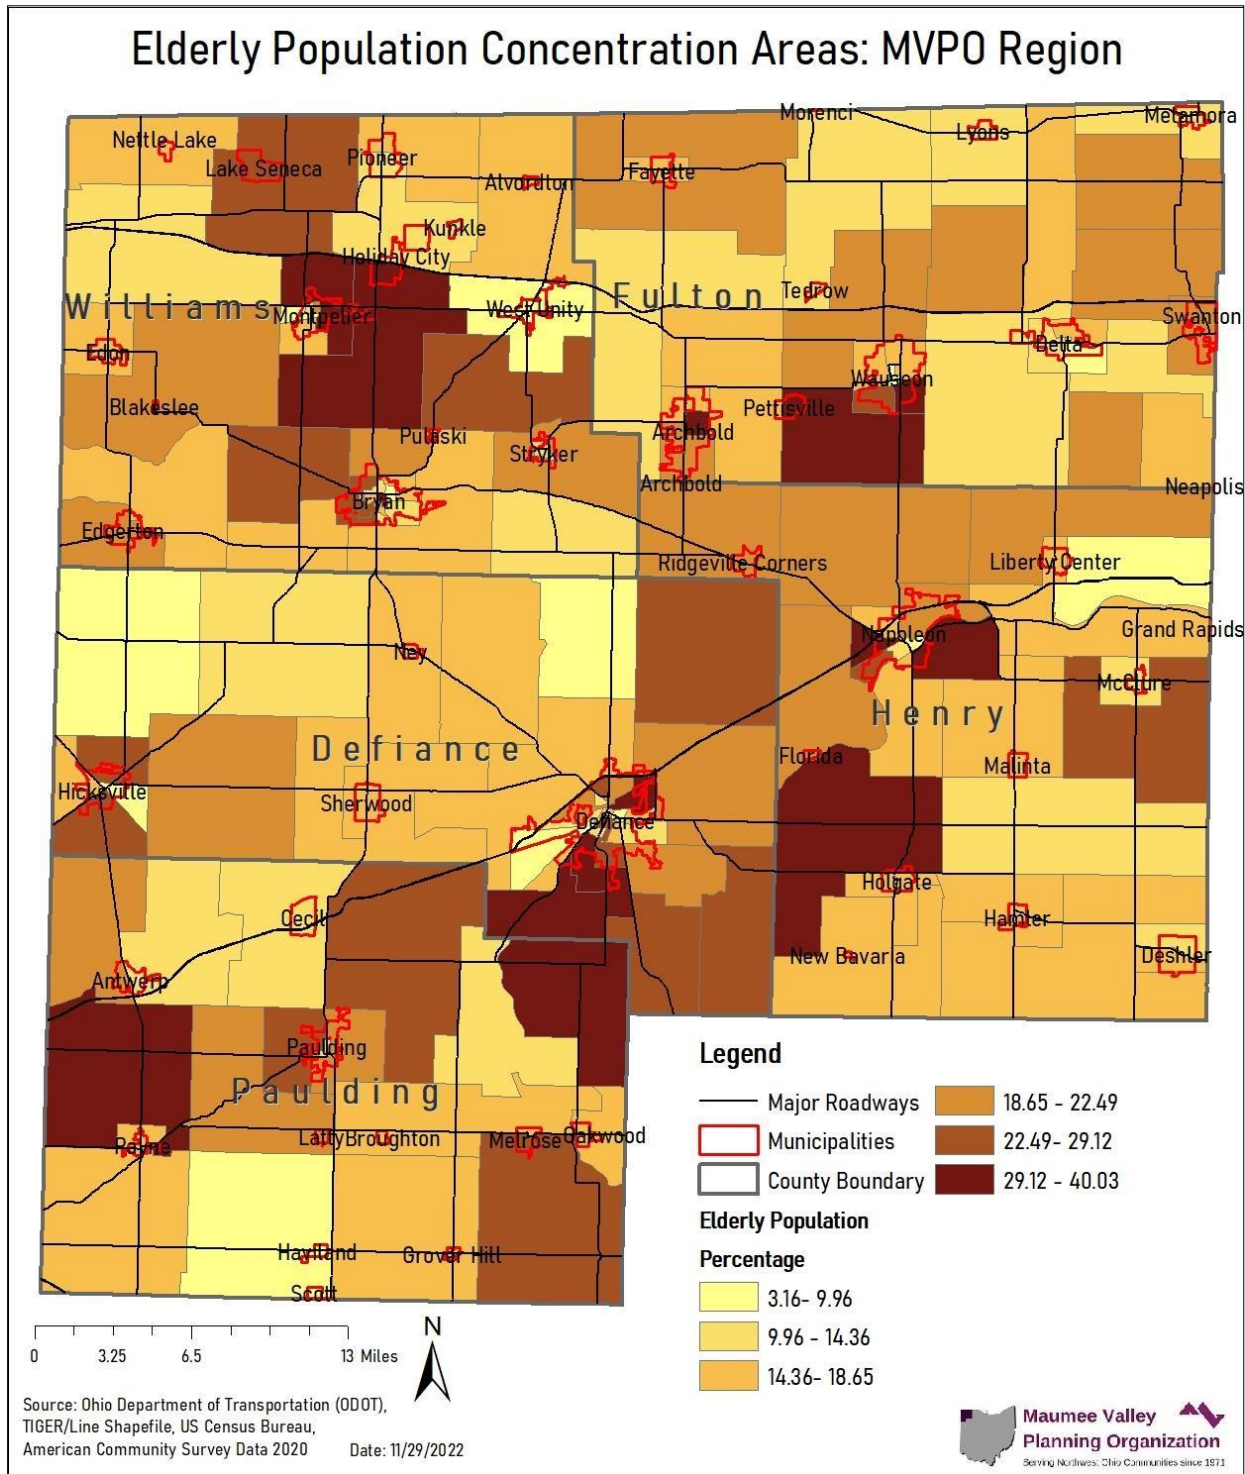 Elderly Population Concentration Areas: MVPO Region
Morenci
Metamora
Lyons
Nettle Lake
Lake Seneca
Pioneer
Alvordton
Fayette
Kunkle
Holiday City
Williams
Fulton
Tedrow
Montpelier
West Unity
Swanton
Edon
Delta
Wauseon
Blakeslee
Pettisville
Pulaski
Archbold
Stryker
Archbold
Neapolis
Bryan
Edgerton
Ridgeville Corners
Liberty Center
Napoleon
Grand Rapids
Ney
McClure
Henry
Defiance
Florida
Malinta
Hicksville
Sherwood
Defiance
Holgate
Cecil
Hamler
New Bavaria
Deshler
Antwerp
Paulding
Paulding
Payne
Latty
Broughton
Melrose
Oakwood
Haviland
Grover Hill
Scott
Legend
Major Roadways
Municipalities
County Boundary
18.65 - 22.49
22.49- 29.12
29.12 - 40.03
Elderly Population
Percentage
3.16- 9.96
9.96 - 14.36
14.36- 18.65
N
0 3.25 6.5 13 Miles
Source: Ohio Department of Transportation (ODOT),
TIGER/Line Shapefile, US Census Bureau,
American Community Survey Data 2020 Date: 11/29/2022
Maumee Valley
Planning Organization
Serving Northwest Ohio Communities since 1971